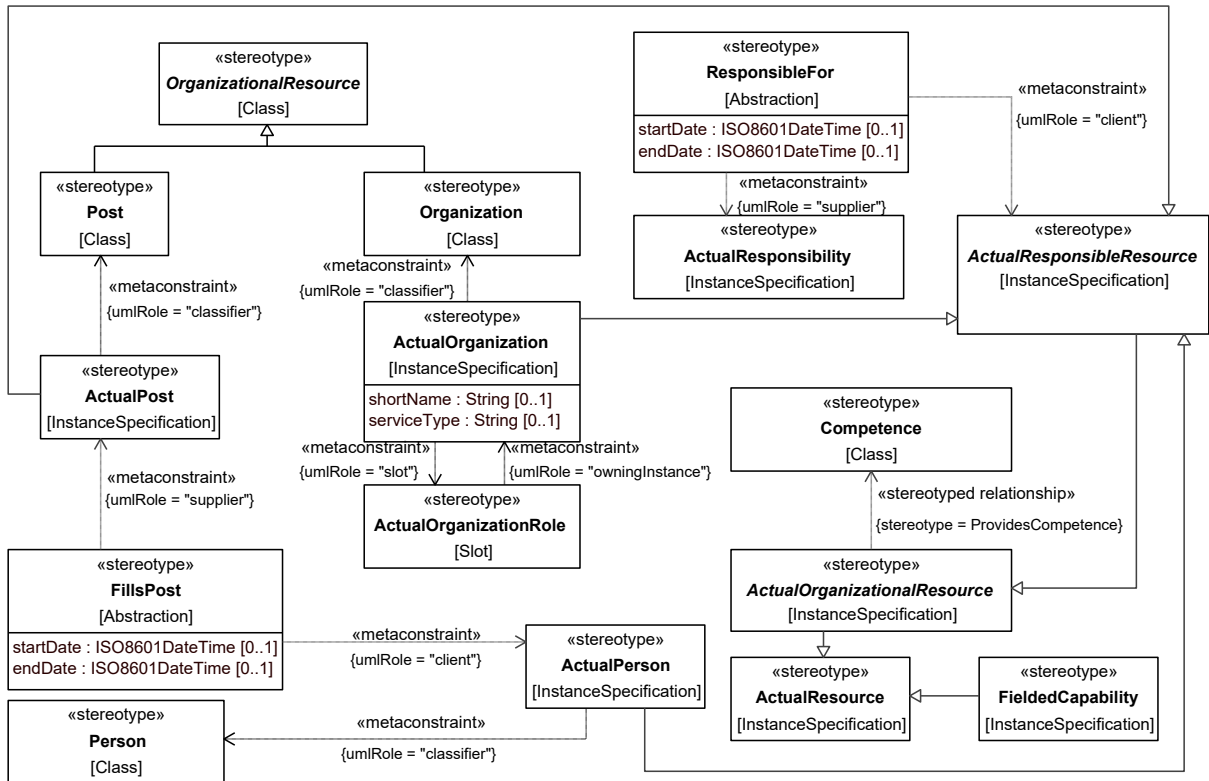 «stereotype»
OrganizationalResource
[Class]
«stereotype»
ResponsibleFor
[Abstraction]
startDate : ISO8601DateTime [0..1]
endDate : ISO8601DateTime [0..1]
«metaconstraint»
{umlRole = "client"}
«stereotype»
Post
[Class]
«stereotype»
Organization
[Class]
«metaconstraint»
{umlRole = "supplier"}
«stereotype»
ActualResponsibility
[InstanceSpecification]
«stereotype»
ActualResponsibleResource
[InstanceSpecification]
«metaconstraint»
{umlRole = "classifier"}
«metaconstraint»
{umlRole = "classifier"}
«stereotype»
ActualOrganization
[InstanceSpecification]
shortName : String [0..1]
serviceType : String [0..1]
«stereotype»
ActualPost
[InstanceSpecification]
«stereotype»
Competence
[Class]
«metaconstraint»
{umlRole = "slot"}
«metaconstraint»
{umlRole = "owningInstance"}
«metaconstraint»
{umlRole = "supplier"}
«stereotype»
ActualOrganizationRole
[Slot]
«stereotyped relationship»
{stereotype = ProvidesCompetence}
«stereotype»
FillsPost
[Abstraction]
startDate : ISO8601DateTime [0..1]
endDate : ISO8601DateTime [0..1]
«stereotype»
ActualOrganizationalResource
[InstanceSpecification]
«metaconstraint»
{umlRole = "client"}
«stereotype»
ActualPerson
[InstanceSpecification]
«stereotype»
ActualResource
[InstanceSpecification]
«stereotype»
FieldedCapability
[InstanceSpecification]
«stereotype»
Person
[Class]
«metaconstraint»
{umlRole = "classifier"}